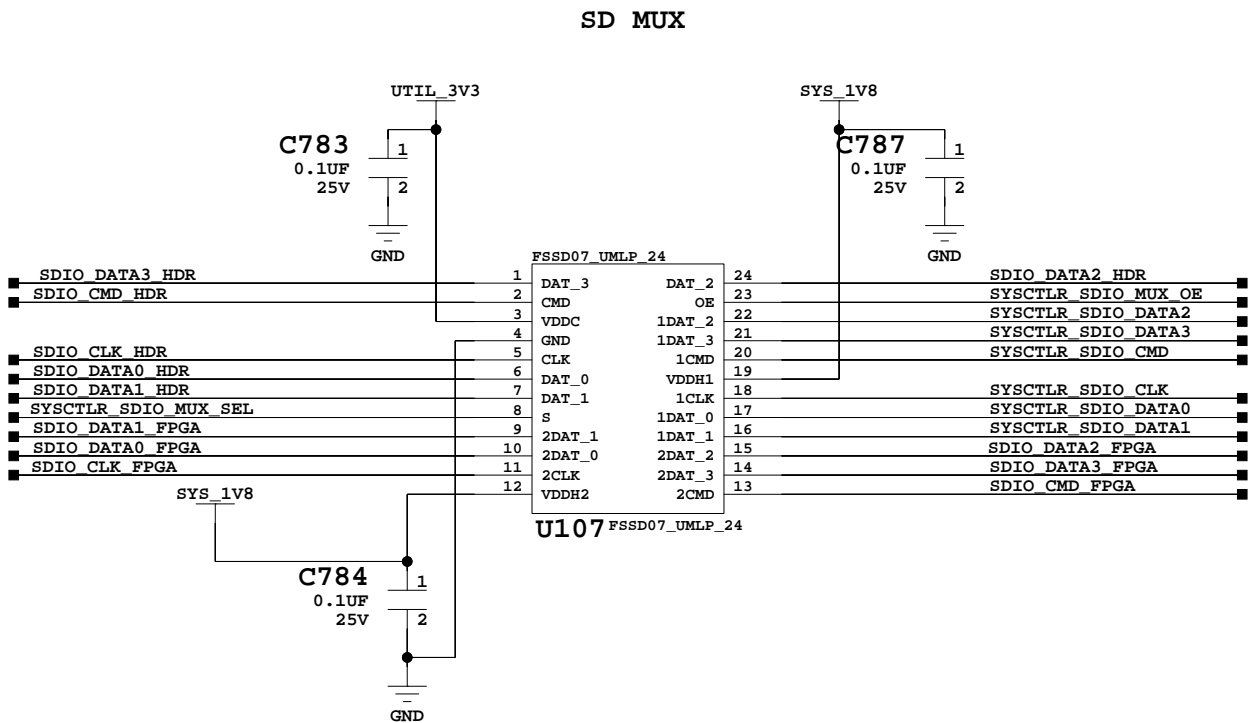 SD MUX
UTIL_3V3
SYS_1V8
C783
0.1UF
25V
1
2
GND
C787
0.1UF
25V
1
2
GND
FSSD07_UMLP_24
SDIO_DATA3_HDR 1 DAT_3 DAT_2 24 SDIO_DATA2_HDR
SDIO_CMD_HDR 2 CMD OE 23 SYSCTLR_SDIO_MUX_OE
3 VDDC 1DAT_2 22 SYSCTLR_SDIO_DATA2
4 GND 1DAT_3 21 SYSCTLR_SDIO_DATA3
SDIO_CLK_HDR 5 CLK 1CMD 20 SYSCTLR_SDIO_CMD
SDIO_DATA0_HDR 6 DAT_0 VDDH1 19
SDIO_DATA1_HDR 7 DAT_1 1CLK 18 SYSCTLR_SDIO_CLK
SYSCTLR_SDIO_MUX_SEL 8 S 1DAT_0 17 SYSCTLR_SDIO_DATA0
SDIO_DATA1_FPGA 9 2DAT_1 1DAT_1 16 SYSCTLR_SDIO_DATA1
SDIO_DATA0_FPGA 10 2DAT_0 2DAT_2 15 SDIO_DATA2_FPGA
SDIO_CLK_FPGA 11 2CLK 2DAT_3 14 SDIO_DATA3_FPGA
12 VDDH2 2CMD 13 SDIO_CMD_FPGA
SYS_1V8
U107 FSSD07_UMLP_24
C784
0.1UF
25V
1
2
GND